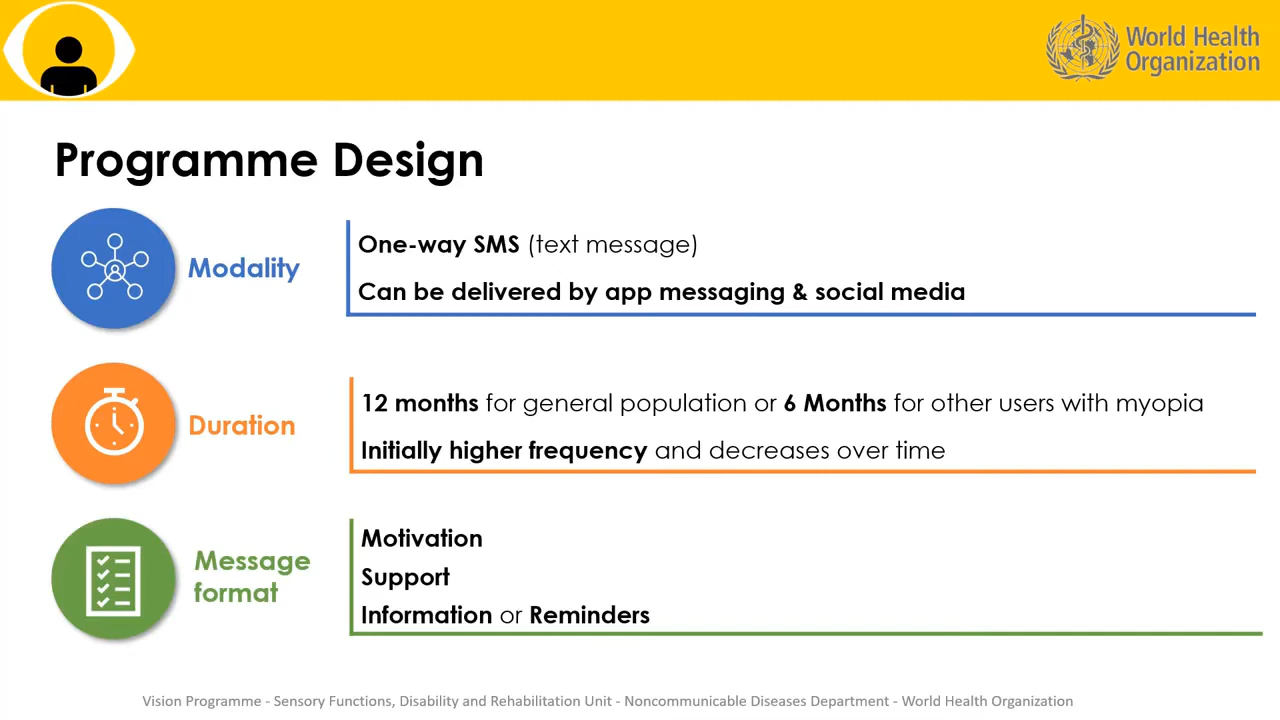 World Health
Organization
Programme Design
Modality
One-way SMS (text message)
Can be delivered by app messaging & social media
Duration
12 months for general population or 6 Months for other users with myopia
Initially higher frequency and decreases over time
Message
format
Motivation
Support
Information or Reminders
Vision Programme - Sensory Functions, Disability and Rehabilitation Unit - Noncommunicable Diseases Department - World Health Organization